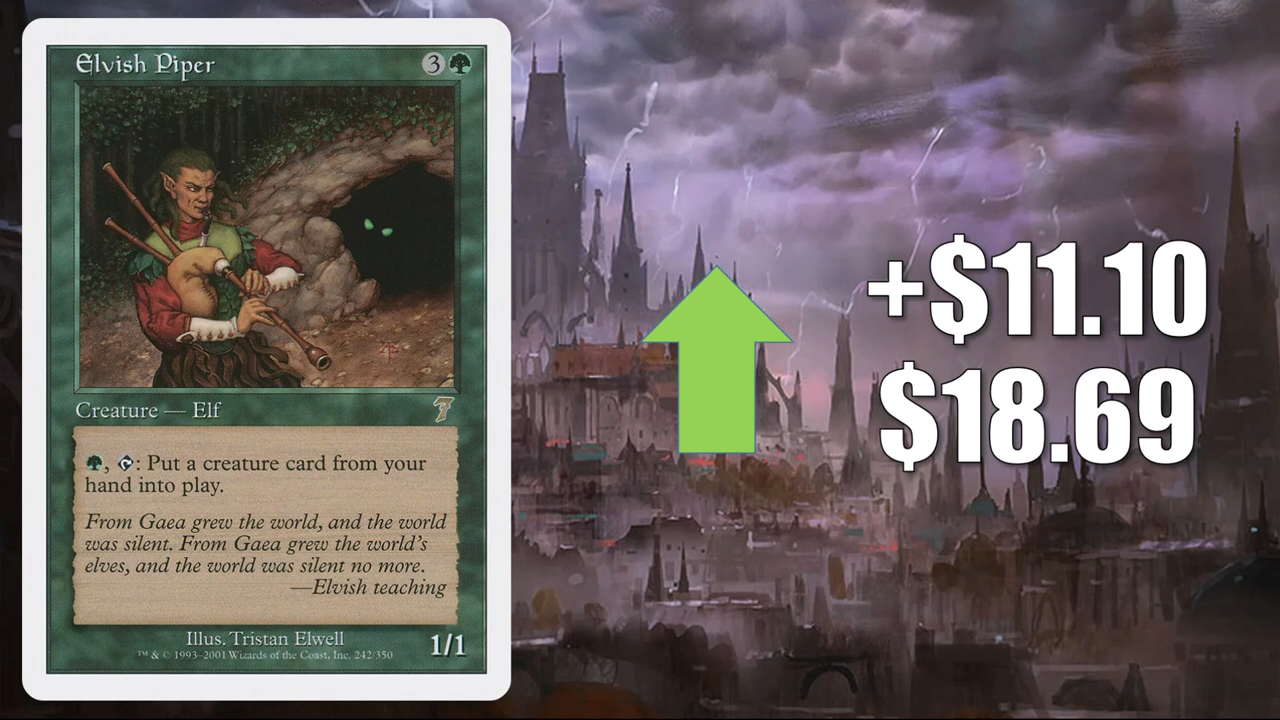 Elvish Piper 3
Creature — Elf 7
, : Put a creature card from your
hand into play.
From Gaea grew the world, and the world
was silent. From Gaea grew the world's
elves, and the world was silent no more.
—Elvish teaching
Illus. Tristan Elwell
™ & © 1993–2001 Wizards of the Coast, Inc. 242/350
1/1
+$11.10
$18.69